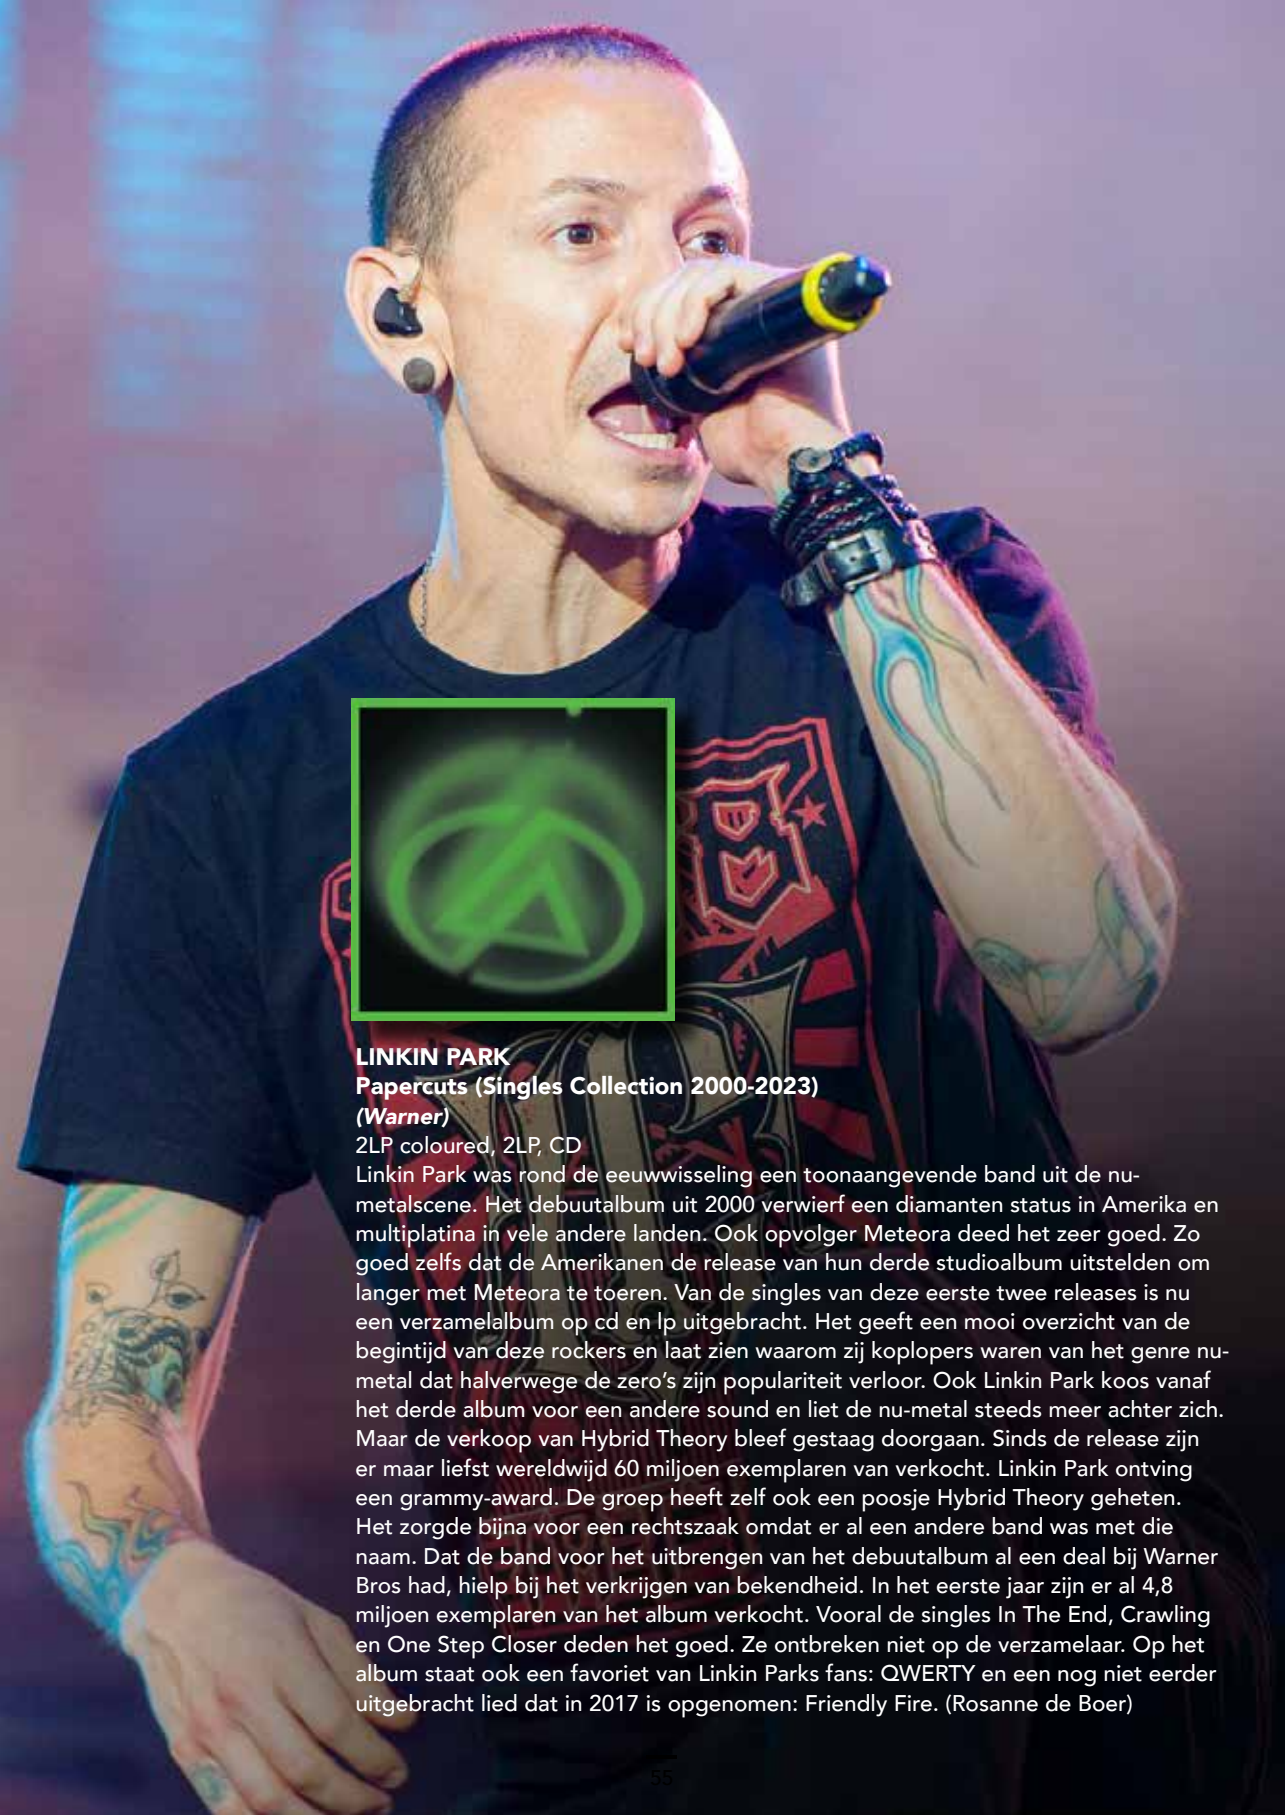 LINKIN PARK
Papercuts (Singles Collection 2000-2023)
(Warner)
2LP coloured, 2LP, CD
Linkin Park was rond de eeuwwisseling een toonaangevende band uit de nu-
metalscene. Het debuutalbum uit 2000 verwierf een diamanten status in Amerika en
multiplatina in vele andere landen. Ook opvolger Meteora deed het zeer goed. Zo
goed zelfs dat de Amerikanen de release van hun derde studioalbum uitstelden om
langer met Meteora te toeren. Van de singles van deze eerste twee releases is nu
een verzamelalbum op cd en lp uitgebracht. Het geeft een mooi overzicht van de
begintijd van deze rockers en laat zien waarom zij koplopers waren van het genre nu-
metal dat halverwege de zero’s zijn populariteit verloor. Ook Linkin Park koos vanaf
het derde album voor een andere sound en liet de nu-metal steeds meer achter zich.
Maar de verkoop van Hybrid Theory bleef gestaag doorgaan. Sinds de release zijn
er maar liefst wereldwijd 60 miljoen exemplaren van verkocht. Linkin Park ontving
een grammy-award. De groep heeft zelf ook een poosje Hybrid Theory geheten.
Het zorgde bijna voor een rechtszaak omdat er al een andere band was met die
naam. Dat de band voor het uitbrengen van het debuutalbum al een deal bij Warner
Bros had, hielp bij het verkrijgen van bekendheid. In het eerste jaar zijn er al 4,8
miljoen exemplaren van het album verkocht. Vooral de singles In The End, Crawling
en One Step Closer deden het goed. Ze ontbreken niet op de verzamelaar. Op het
album staat ook een favoriet van Linkin Parks fans: QWERTY en een nog niet eerder
uitgebracht lied dat in 2017 is opgenomen: Friendly Fire. (Rosanne de Boer)
55